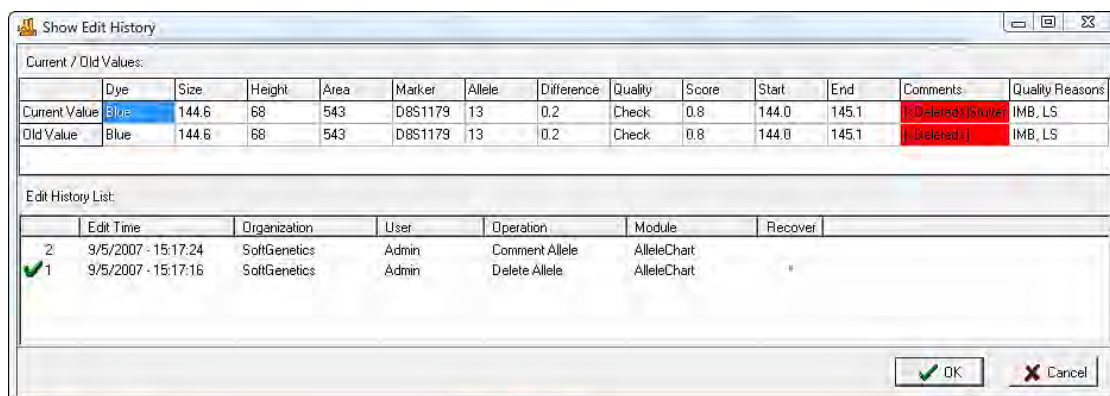 Show Edit History
Current / Old Values:
Dye Size Height Area Marker Allele Difference Quality Score Start End Comments Quality Reasons
Current Value Blue 144.6 68 543 D8S1179 13 0.2 Check 0.8 144.0 145.1 [<Deleted>]Stutter IMB, LS
Old Value Blue 144.6 68 543 D8S1179 13 0.2 Check 0.8 144.0 145.1 [<Deleted>] IMB, LS
Edit History List:
Edit Time Organization User Operation Module Recover
2 9/5/2007 - 15:17:24 SoftGenetics Admin Comment Allele AlleleChart
1 9/5/2007 - 15:17:16 SoftGenetics Admin Delete Allele AlleleChart *
OK Cancel